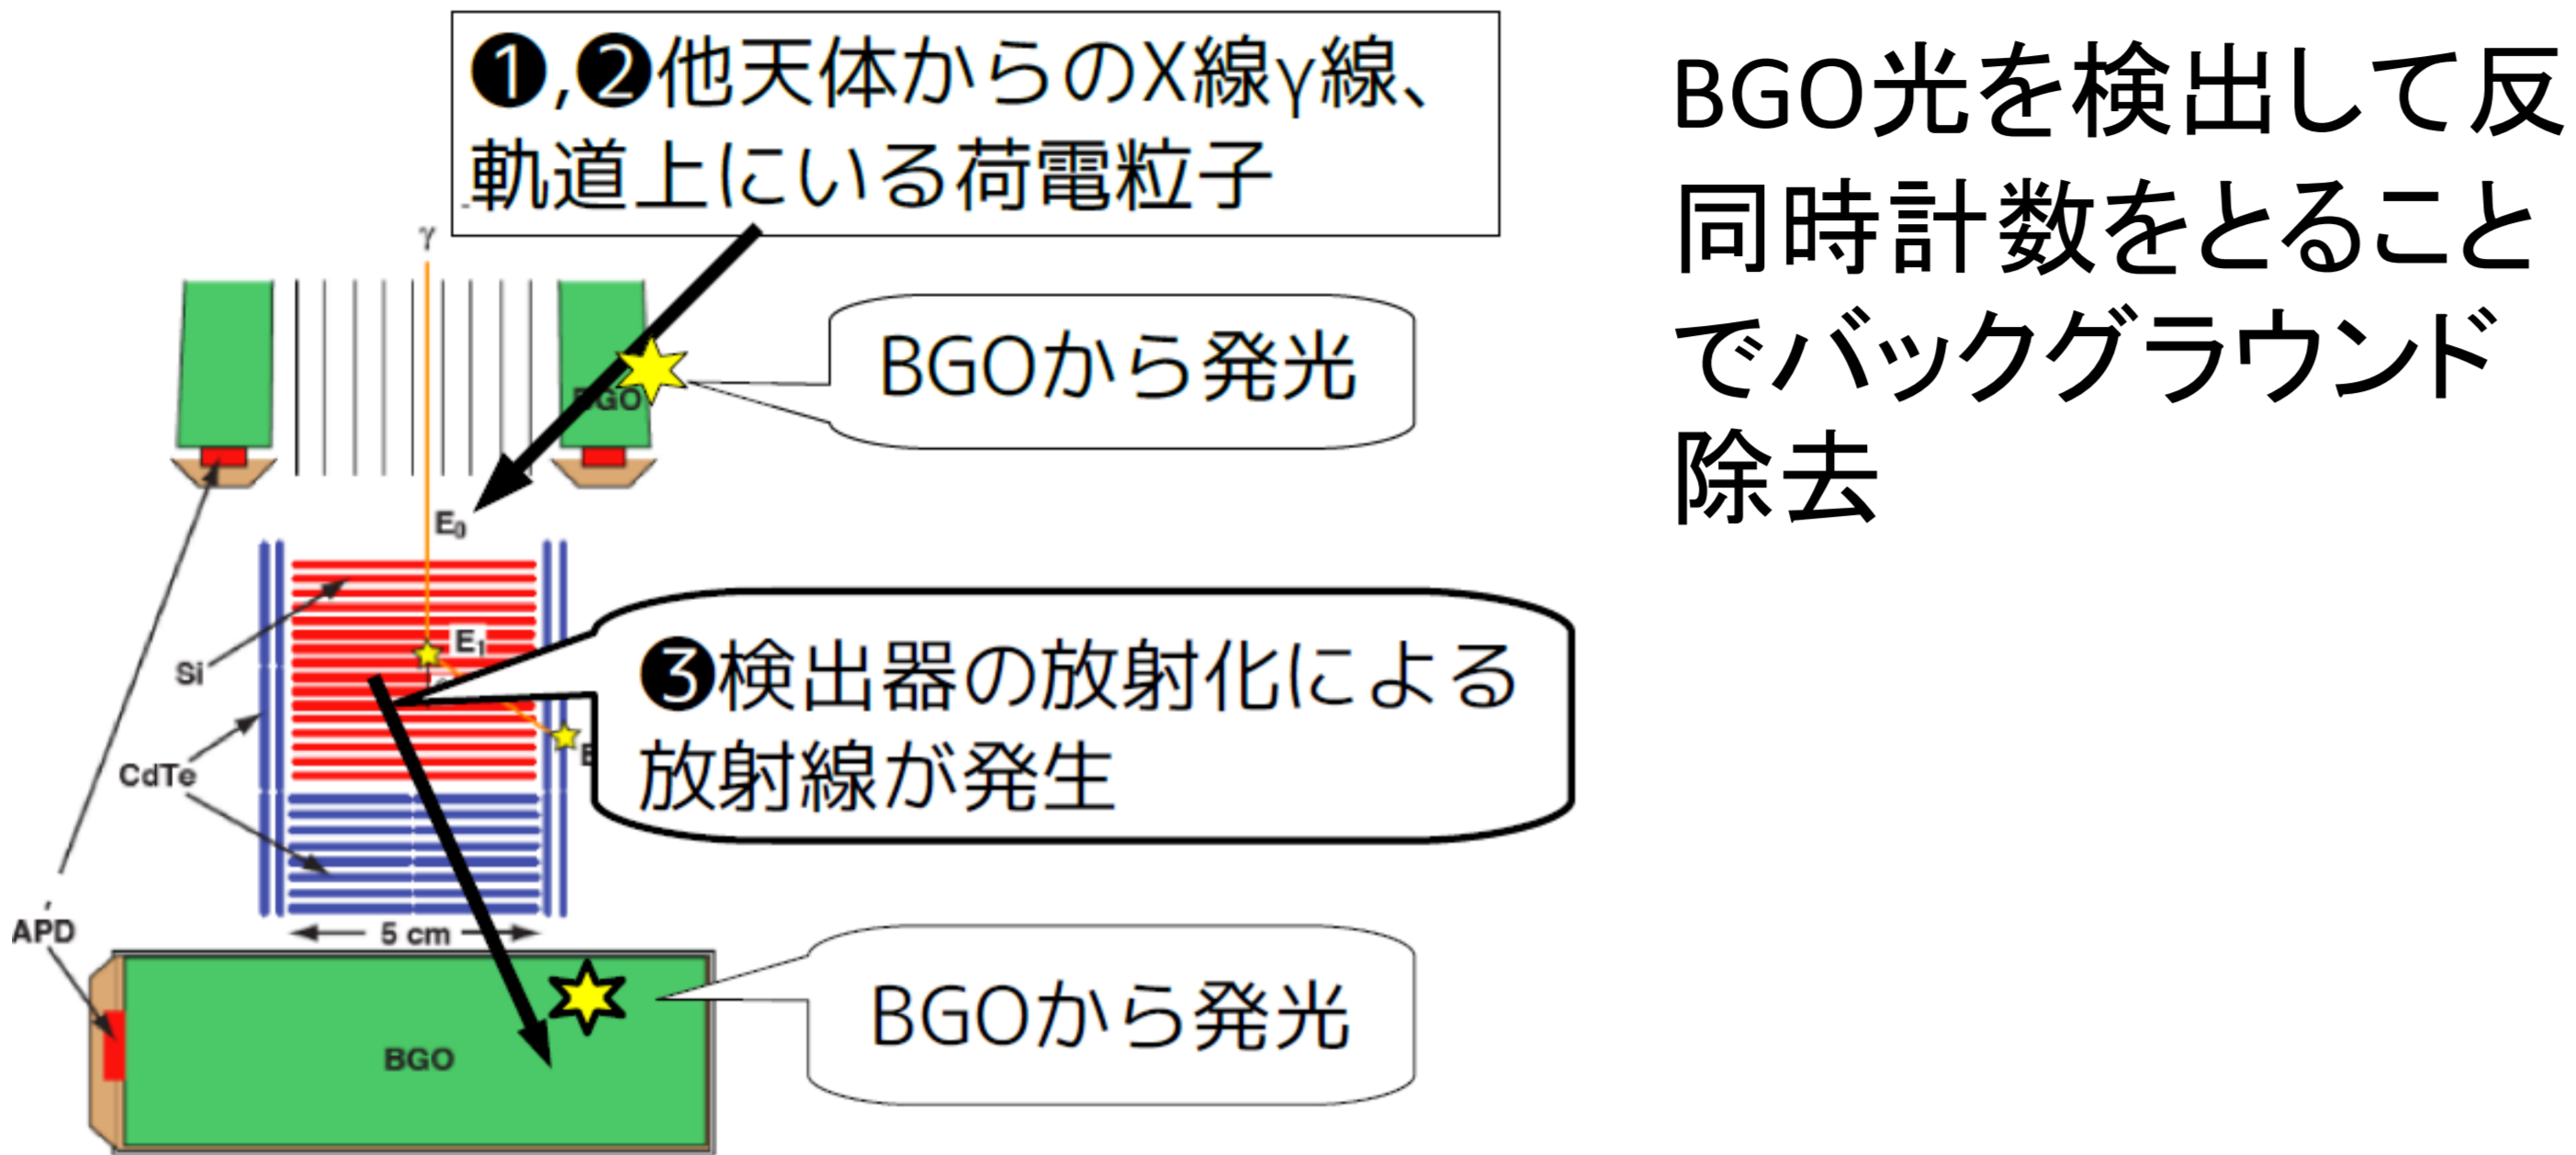 ❶,❷他天体からのX線γ線、
軌道上にいる荷電粒子
BGO光を検出して反
同時計数をとること
でバックグラウンド
除去
γ
BGOから発光
BGO
E₀
E₁
Si
❸検出器の放射化による
放射線が発生
CdTe
5 cm
APD
BGOから発光
BGO